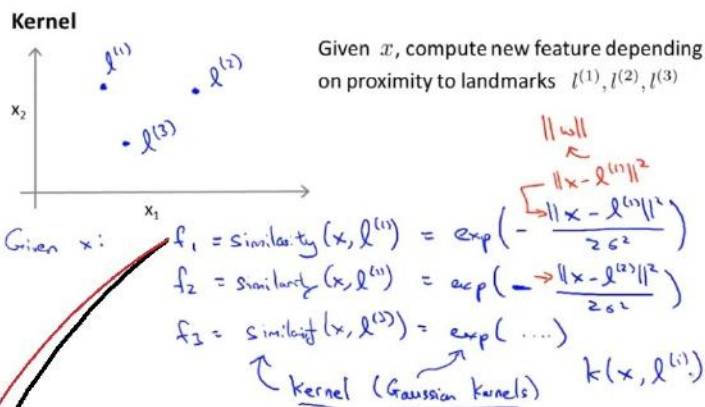 Kernel
Given x, compute new feature depending
on proximity to landmarks l⁽¹⁾, l⁽²⁾, l⁽³⁾
l⁽¹⁾
l⁽²⁾
l⁽³⁾
x₂
x₁
||w||
||x - l⁽¹⁾||²
Given x: f₁ = similarity (x, l⁽¹⁾) = exp(- ||x - l⁽¹⁾||² / 2σ²)
f₂ = similarity (x, l⁽¹⁾) = exp(- ||x - l⁽²⁾||² / 2σ²)
f₃ = similarity (x, l⁽³⁾) = exp( ....)
Kernel (Gaussian Kernels) k(x, l⁽ⁱ⁾)